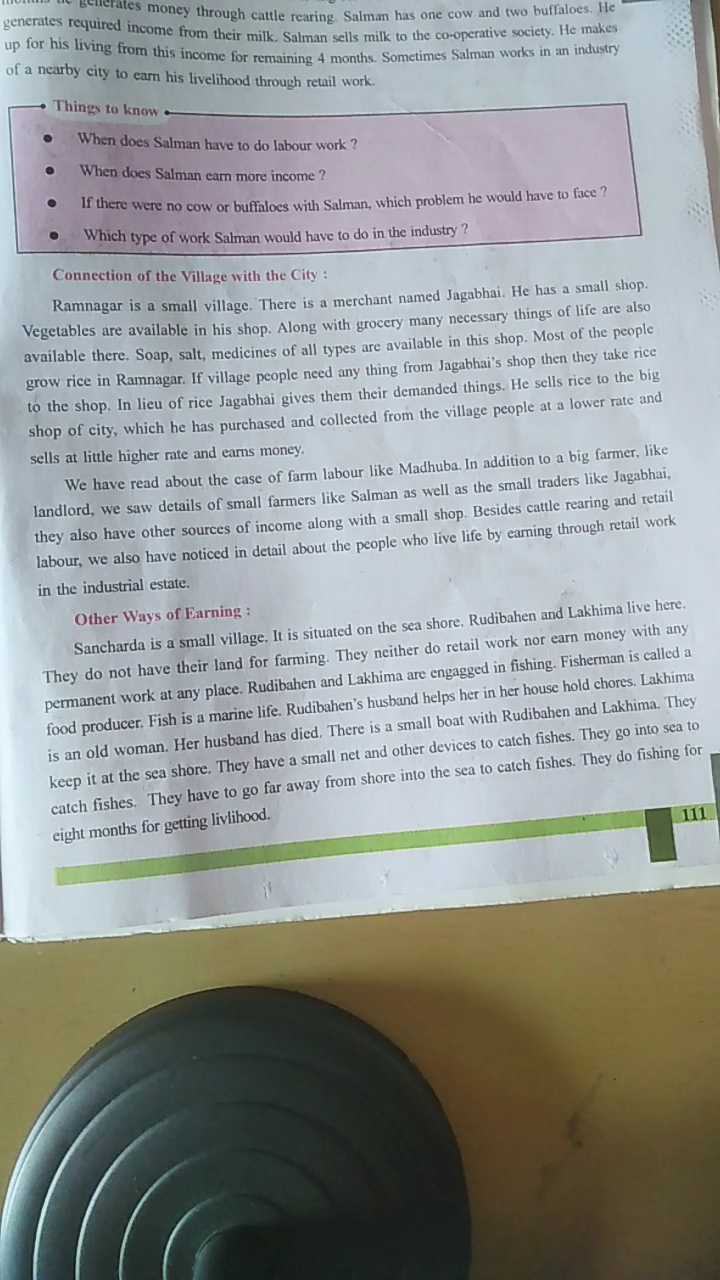 he generates money through cattle rearing. Salman has one cow and two buffaloes. He
generates required income from their milk. Salman sells milk to the co-operative society. He makes
up for his living from this income for remaining 4 months. Sometimes Salman works in an industry
of a nearby city to earn his livelihood through retail work.
Things to know
● When does Salman have to do labour work ?
● When does Salman earn more income ?
● If there were no cow or buffaloes with Salman, which problem he would have to face ?
● Which type of work Salman would have to do in the industry ?
Connection of the Village with the City :
Ramnagar is a small village. There is a merchant named Jagabhai. He has a small shop.
Vegetables are available in his shop. Along with grocery many necessary things of life are also
available there. Soap, salt, medicines of all types are available in this shop. Most of the people
grow rice in Ramnagar. If village people need any thing from Jagabhai's shop then they take rice
to the shop. In lieu of rice Jagabhai gives them their demanded things. He sells rice to the big
shop of city, which he has purchased and collected from the village people at a lower rate and
sells at little higher rate and earns money.
We have read about the case of farm labour like Madhuba. In addition to a big farmer, like
landlord, we saw details of small farmers like Salman as well as the small traders like Jagabhai,
they also have other sources of income along with a small shop. Besides cattle rearing and retail
labour, we also have noticed in detail about the people who live life by earning through retail work
in the industrial estate.
Other Ways of Earning :
Sancharda is a small village. It is situated on the sea shore. Rudibahen and Lakhima live here.
They do not have their land for farming. They neither do retail work nor earn money with any
permanent work at any place. Rudibahen and Lakhima are engagged in fishing. Fisherman is called a
food producer. Fish is a marine life. Rudibahen's husband helps her in her house hold chores. Lakhima
is an old woman. Her husband has died. There is a small boat with Rudibahen and Lakhima. They
keep it at the sea shore. They have a small net and other devices to catch fishes. They go into sea to
catch fishes. They have to go far away from shore into the sea to catch fishes. They do fishing for
eight months for getting livlihood.
111